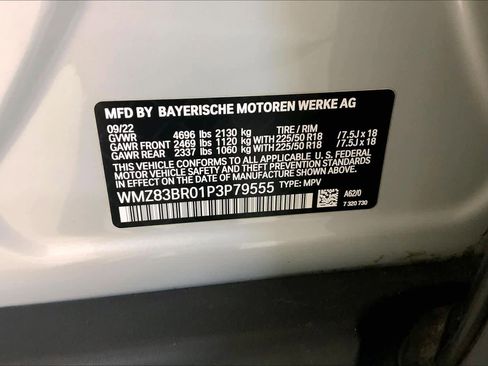 MFD BY BAYERISCHE MOTOREN WERKE AG
09/22
GVWR 4696 lbs 2130 kg TIRE / RIM
GAWR FRONT 2469 lbs 1120 kg 225/50 R18 /7.5J x 18
GAWR REAR 2337 lbs 1060 kg 225/50 R18 /7.5J x 18
THIS VEHICLE CONFORMS TO ALL APPLICABLE U.S. FEDERAL
MOTOR VEHICLE SAFETY AND THEFT PREVENTION STANDARDS
IN EFFECT ON THE DATE OF MANUFACTURE SHOWN ABOVE.
WMZ83BR01P3P79555 TYPE: MPV
A62/0
7 320 730